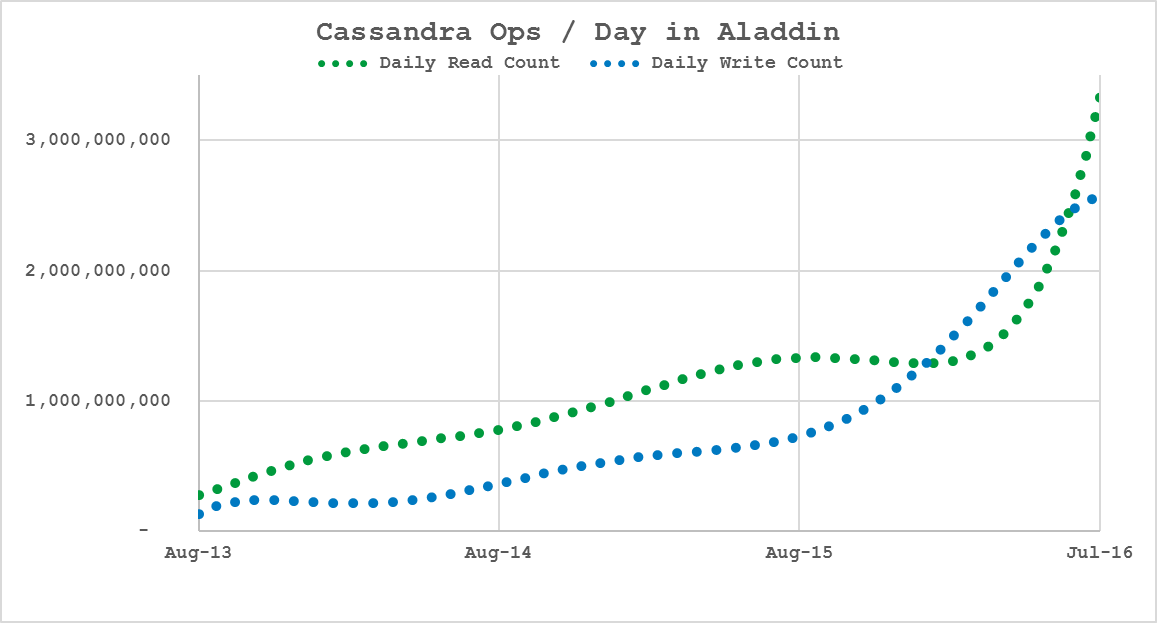 Cassandra Ops / Day in Aladdin
Daily Read Count Daily Write Count
3,000,000,000
2,000,000,000
1,000,000,000
–
Aug-13 Aug-14 Aug-15 Jul-16